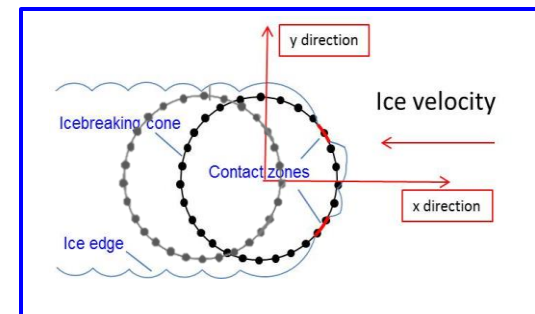 y direction
Ice velocity
Icebreaking cone
Contact zones
x direction
Ice edge